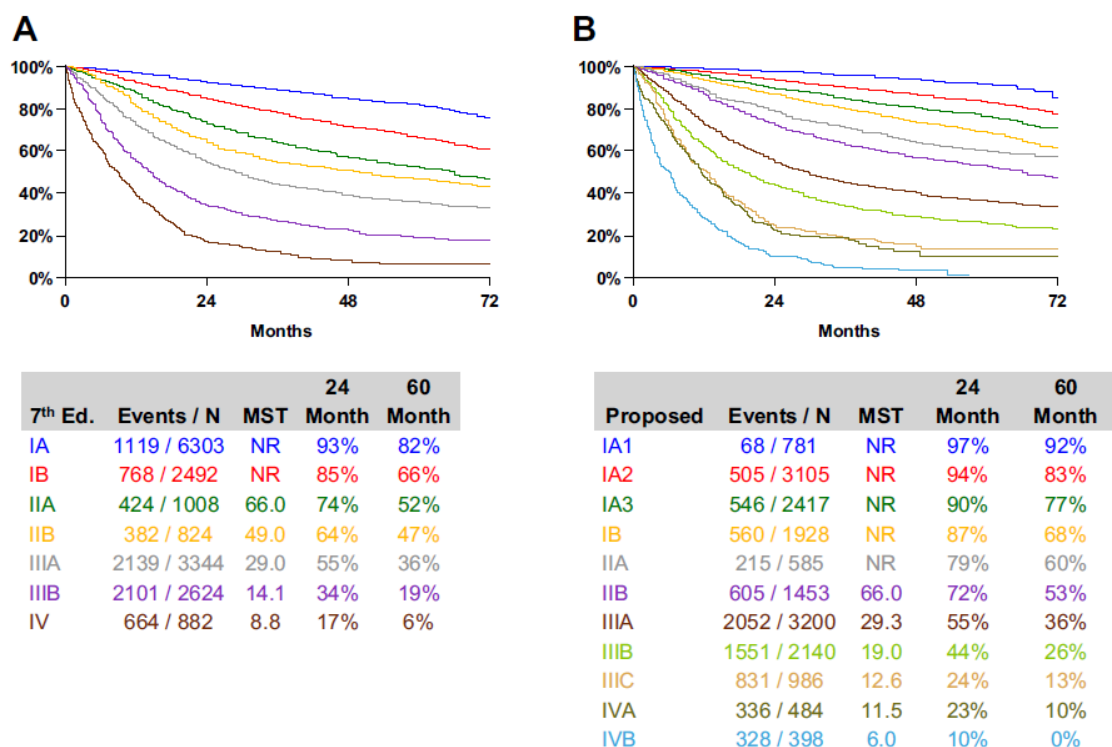 A
100%
80%
60%
40%
20%
0%
0 24 48 72
Months
24 60
7th Ed. Events / N MST Month Month
IA 1119 / 6303 NR 93% 82%
IB 768 / 2492 NR 85% 66%
IIA 424 / 1008 66.0 74% 52%
IIB 382 / 824 49.0 64% 47%
IIIA 2139 / 3344 29.0 55% 36%
IIIB 2101 / 2624 14.1 34% 19%
IV 664 / 882 8.8 17% 6%
B
100%
80%
60%
40%
20%
0%
0 24 48 72
Months
24 60
Proposed Events / N MST Month Month
IA1 68 / 781 NR 97% 92%
IA2 505 / 3105 NR 94% 83%
IA3 546 / 2417 NR 90% 77%
IB 560 / 1928 NR 87% 68%
IIA 215 / 585 NR 79% 60%
IIB 605 / 1453 66.0 72% 53%
IIIA 2052 / 3200 29.3 55% 36%
IIIB 1551 / 2140 19.0 44% 26%
IIIC 831 / 986 12.6 24% 13%
IVA 336 / 484 11.5 23% 10%
IVB 328 / 398 6.0 10% 0%